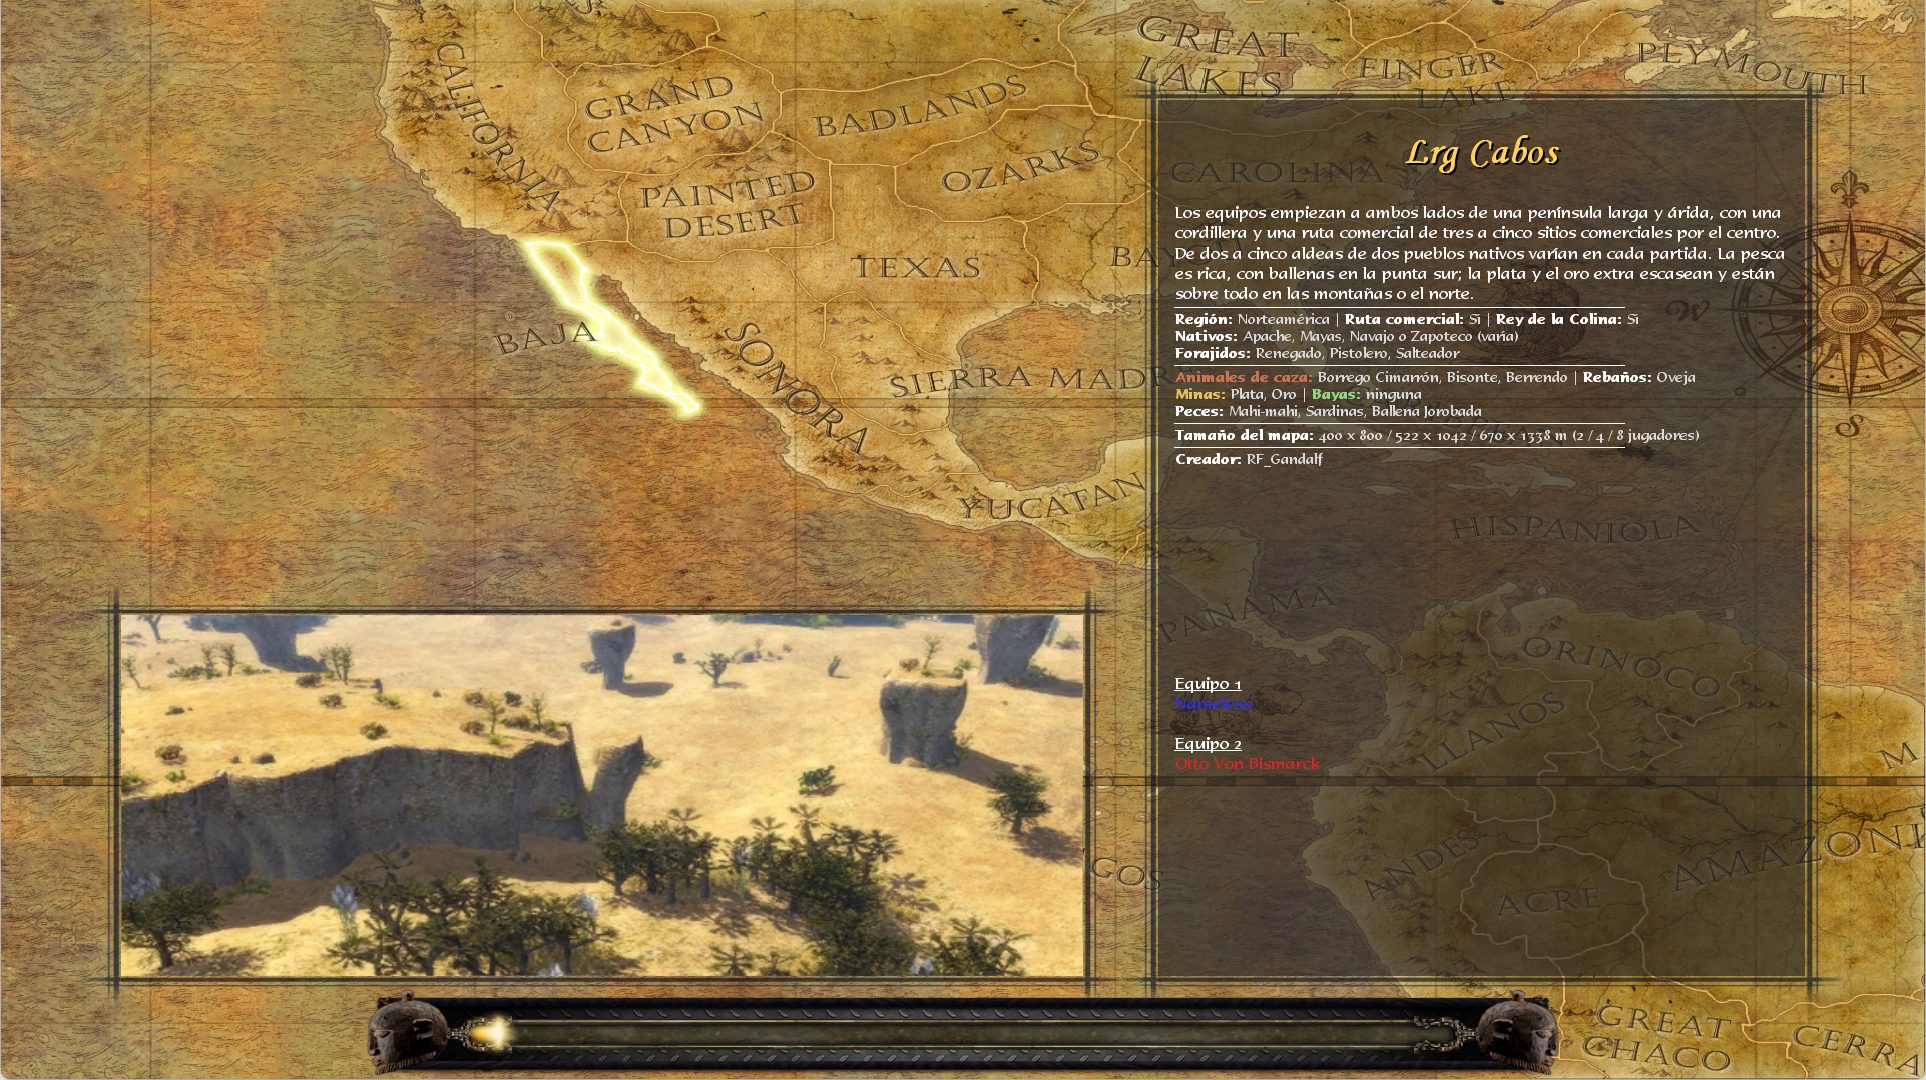 GREAT
LAKES
FINGER
LAKE
PLYMOUTH
CALIFORNIA
GRAND
CANYON
BADLANDS
OZARKS
PAINTED
DESERT
CAROLINA
TEXAS
BAY
BAJA
SONORA
SIERRA MADR
YUCATAN
W
S
HISPANIOLA
PANAMA
ORINOCO
LLANOS
ANDES
ACRE
AMAZONI
GOS
GREAT
CHACO
CERRA
M
Lrg Cabos
Los equipos empiezan a ambos lados de una península larga y árida, con una
cordillera y una ruta comercial de tres a cinco sitios comerciales por el centro.
De dos a cinco aldeas de dos pueblos nativos varían en cada partida. La pesca
es rica, con ballenas en la punta sur; la plata y el oro extra escasean y están
sobre todo en las montañas o el norte.
Región: Norteamérica | Ruta comercial: Sí | Rey de la Colina: Sí
Nativos: Apache, Mayas, Navajo o Zapoteco (varía)
Forajidos: Renegado, Pistolero, Salteador
Animales de caza: Borrego Cimarrón, Bisonte, Berrendo | Rebaños: Oveja
Minas: Plata, Oro | Bayas: ninguna
Peces: Mahi-mahi, Sardinas, Ballena Jorobada
Tamaño del mapa: 400 x 800 / 522 x 1042 / 670 x 1338 m (2 / 4 / 8 jugadores)
Creador: RF_Gandalf
Equipo 1
Nameless
Equipo 2
Otto Von Bismarck